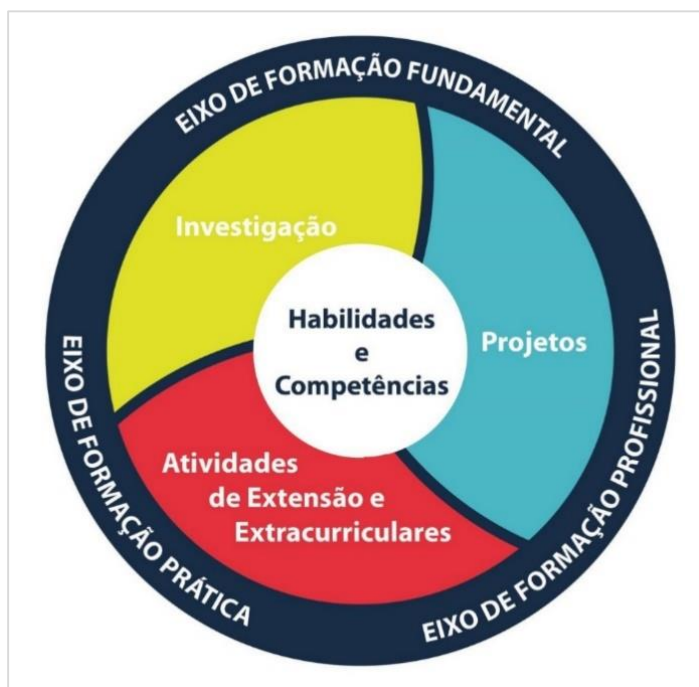 EIXO DE FORMAÇÃO FUNDAMENTAL
Investigação
Habilidades
e
Competências
Projetos
Atividades
de Extensão e
Extracurriculares
EIXO DE FORMAÇÃO PRÁTICA
EIXO DE FORMAÇÃO PROFISSIONAL